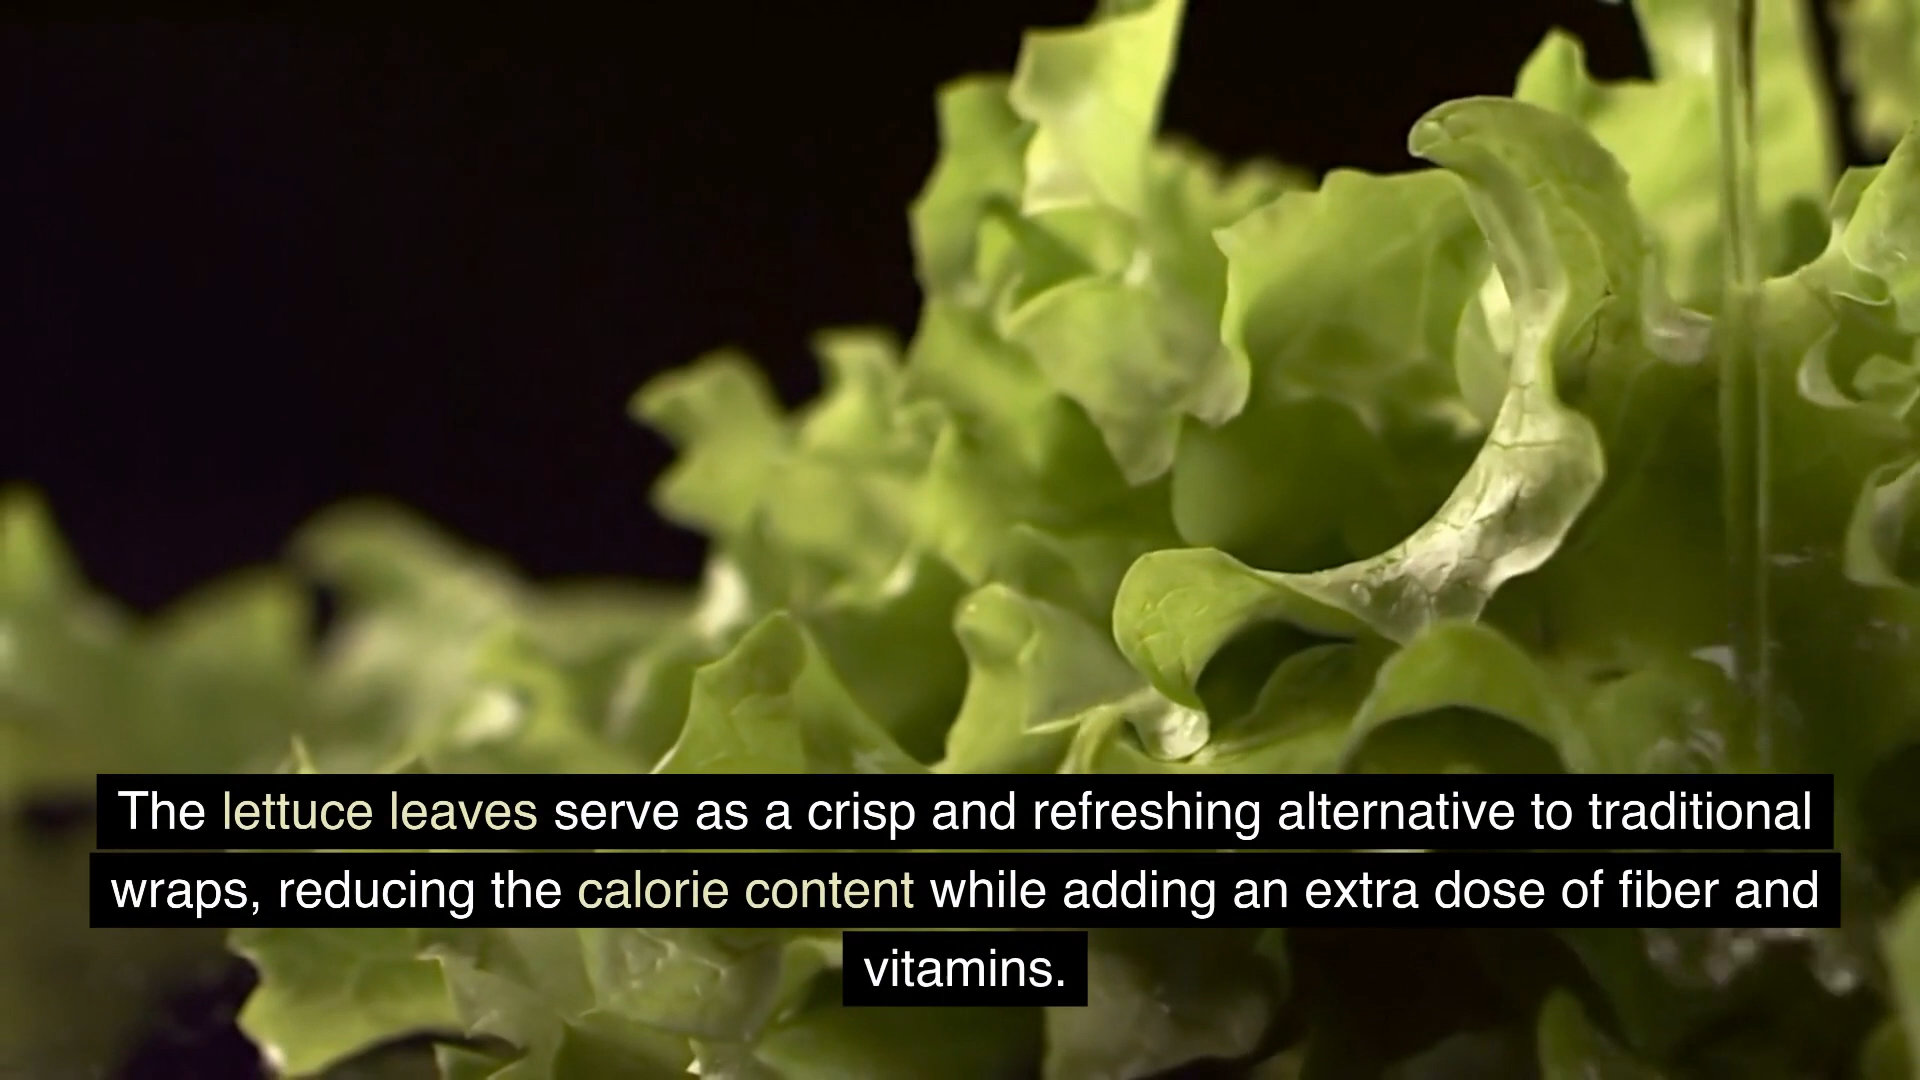 The lettuce leaves serve as a crisp and refreshing alternative to traditional
wraps, reducing the calorie content while adding an extra dose of fiber and
vitamins.